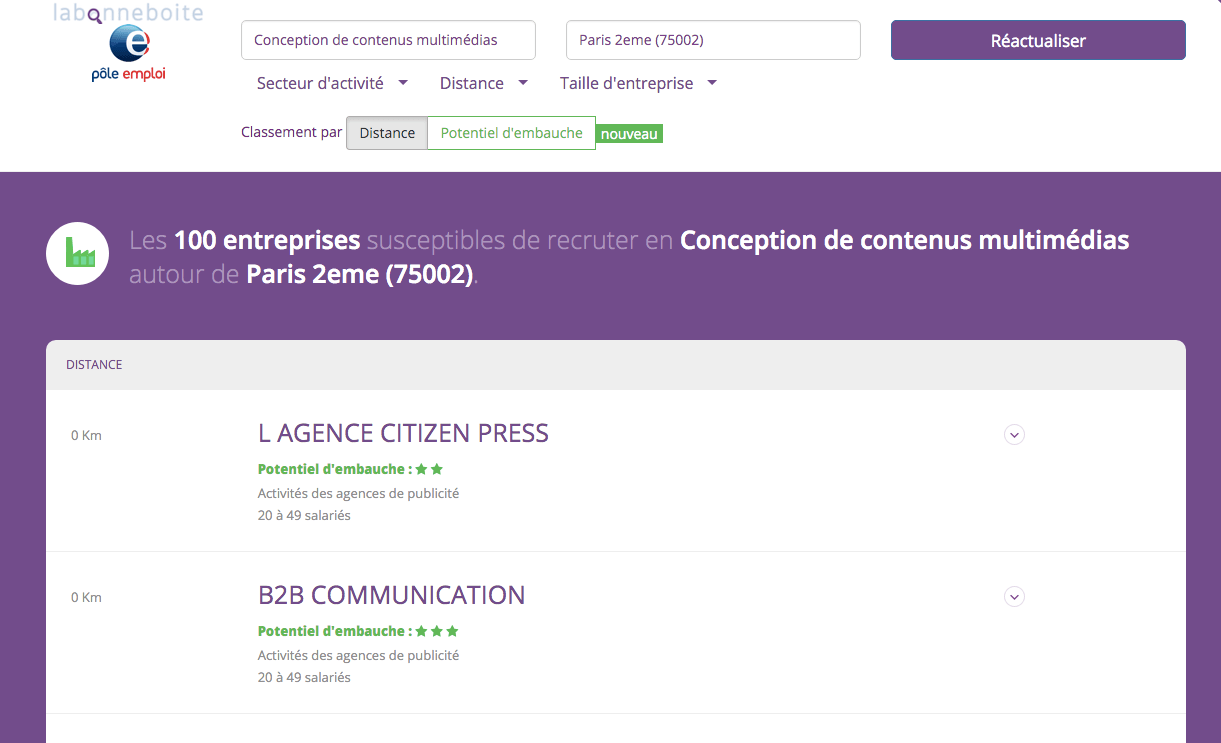 labonneboite
pôle emploi
Conception de contenus multimédias
Paris 2eme (75002)
Réactualiser
Secteur d'activité
Distance
Taille d'entreprise
Classement par
Distance
Potentiel d'embauche
nouveau
Les 100 entreprises susceptibles de recruter en Conception de contenus multimédias
autour de Paris 2eme (75002).
DISTANCE
0 Km
L AGENCE CITIZEN PRESS
Potentiel d'embauche :
Activités des agences de publicité
20 à 49 salariés
0 Km
B2B COMMUNICATION
Potentiel d'embauche :
Activités des agences de publicité
20 à 49 salariés